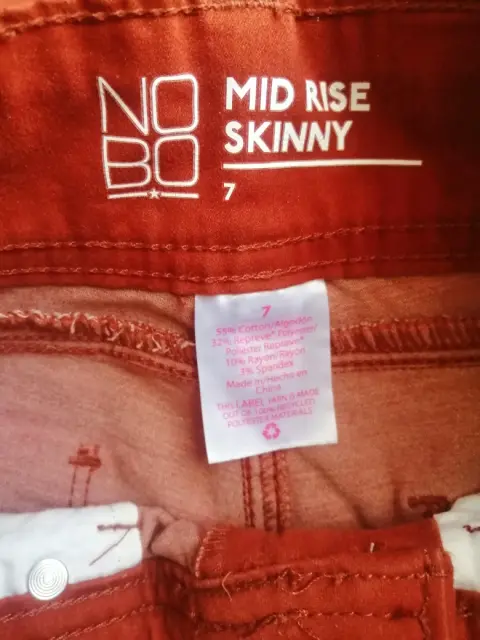 NO
BO
MID RISE
SKINNY
7
7
55% Cotton/Algodón
32% Repreve® Polyester/
Poliéster Repreve®
10% Rayon/Rayón
3% Spandex
Made in/Hecho en
China
THIS LABEL YARN IS MADE
OUT OF 100% RECYCLED
POLYESTER MATERIALS